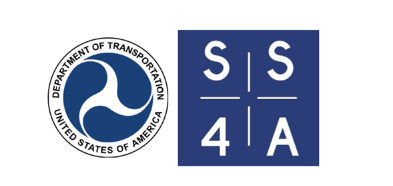 DEPARTMENT OF TRANSPORTATION
UNITED STATES OF AMERICA
S S
4 A